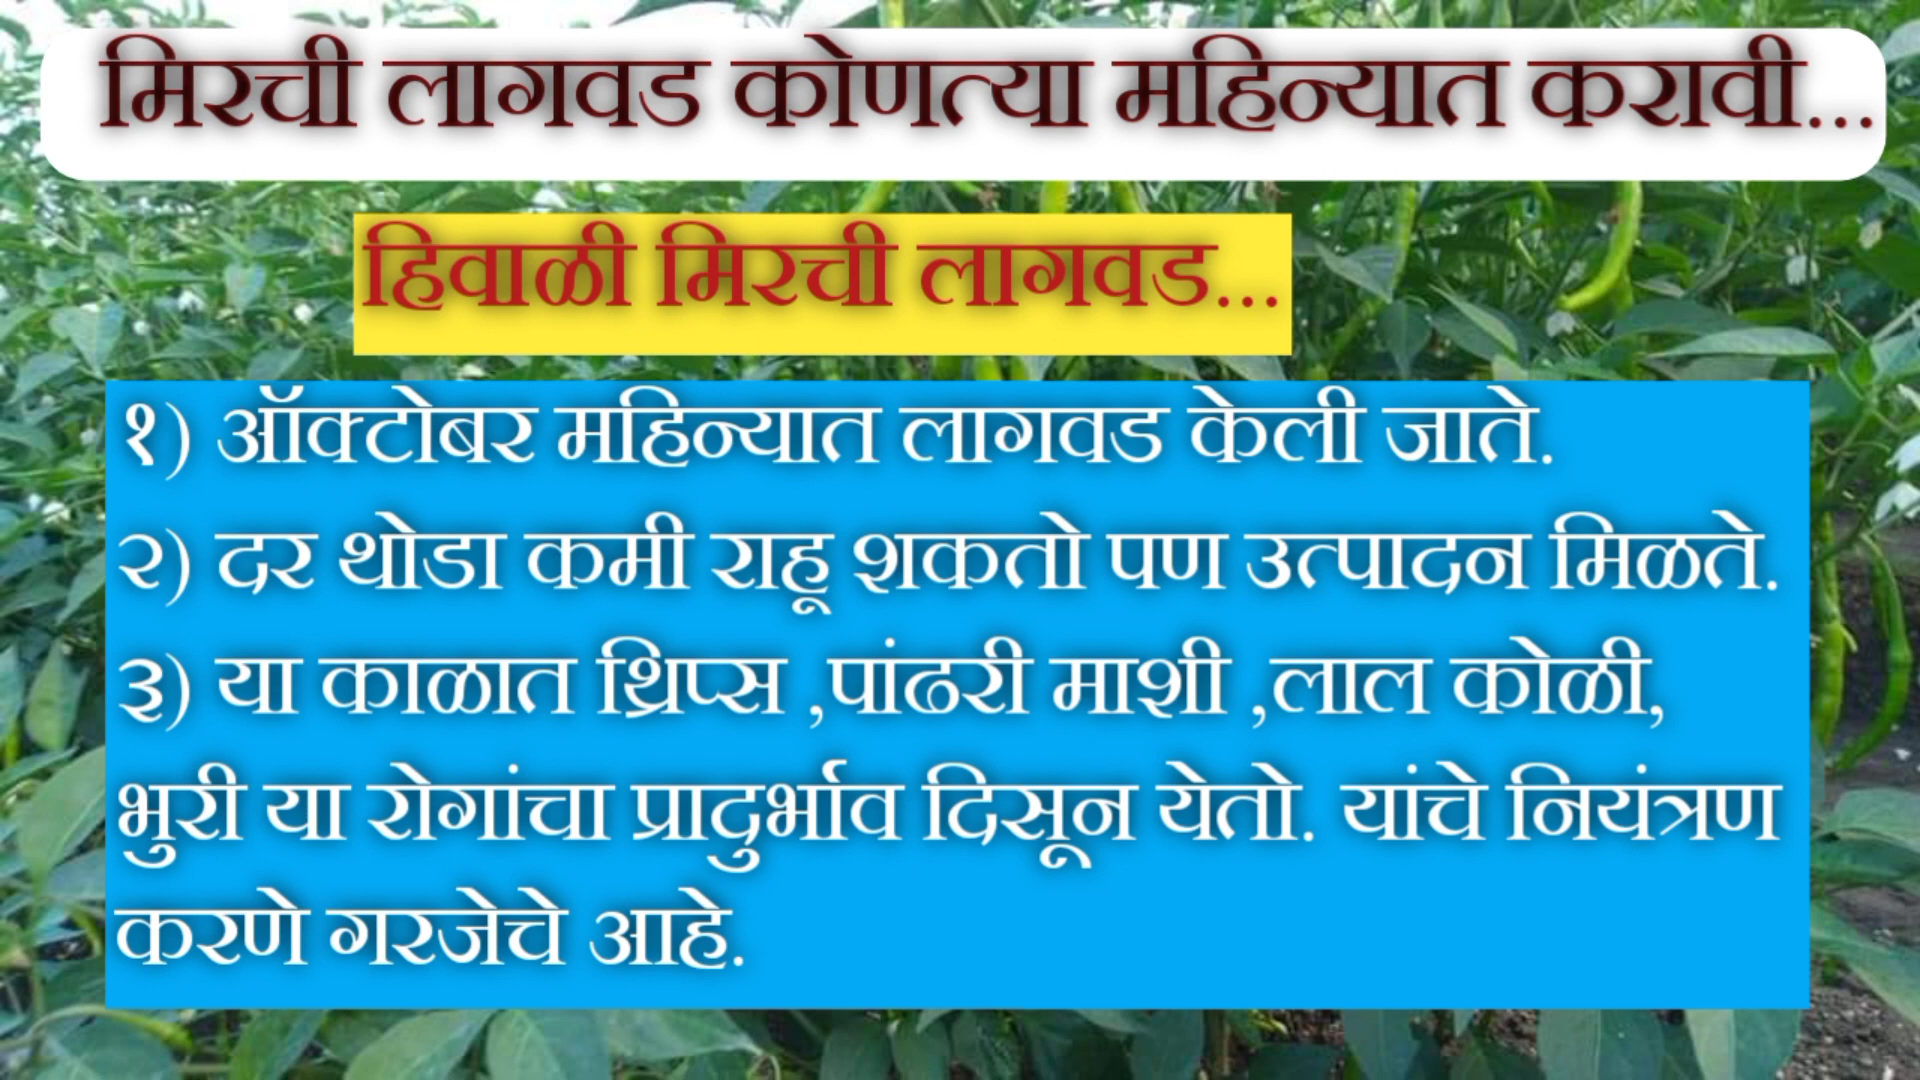 मिरची लागवड कोणत्या महिन्यात करावी...
हिवाळी मिरची लागवड...
१) ऑक्टोबर महिन्यात लागवड केली जाते.
२) दर थोडा कमी राहू शकतो पण उत्पादन मिळते.
३) या काळात थ्रिप्स ,पांढरी माशी ,लाल कोळी,
भुरी या रोगांचा प्रादुर्भाव दिसून येतो. यांचे नियंत्रण
करणे गरजेचे आहे.